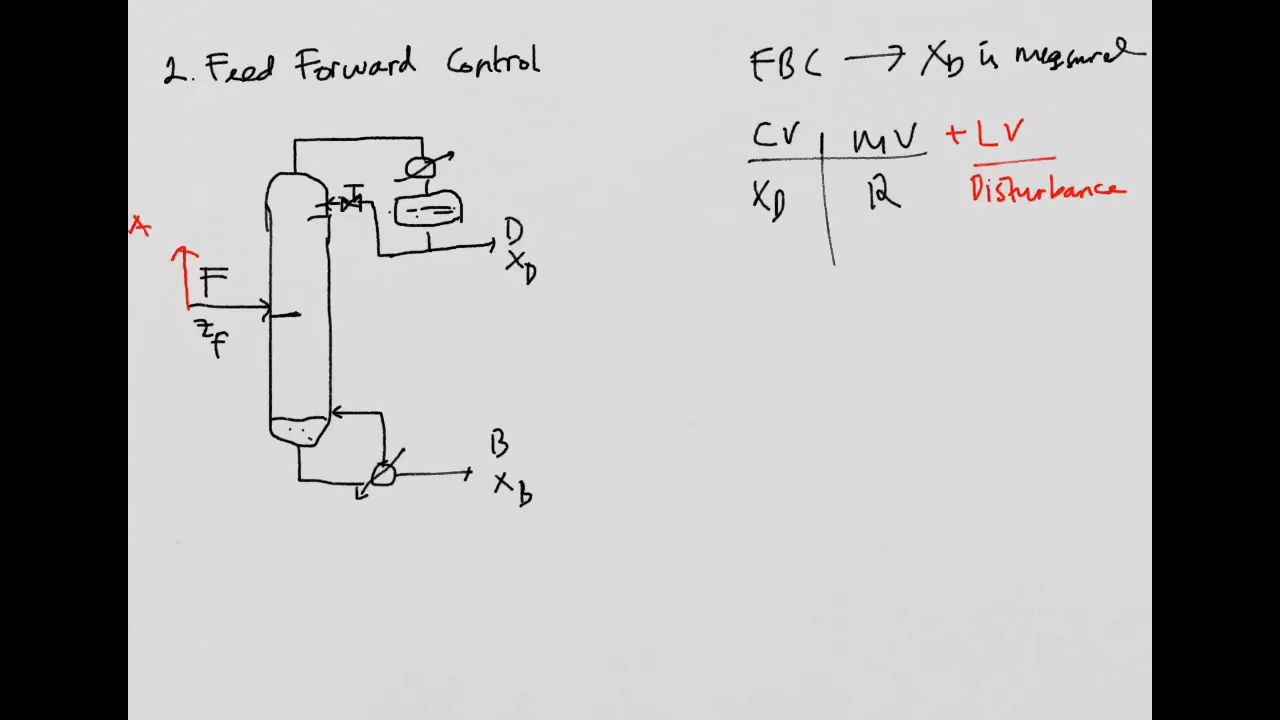 2. Feed Forward Control
FBC → XD is measured
CV | MV + LV
XD | R Disturbance
A
F
zf
D
XD
B
xb